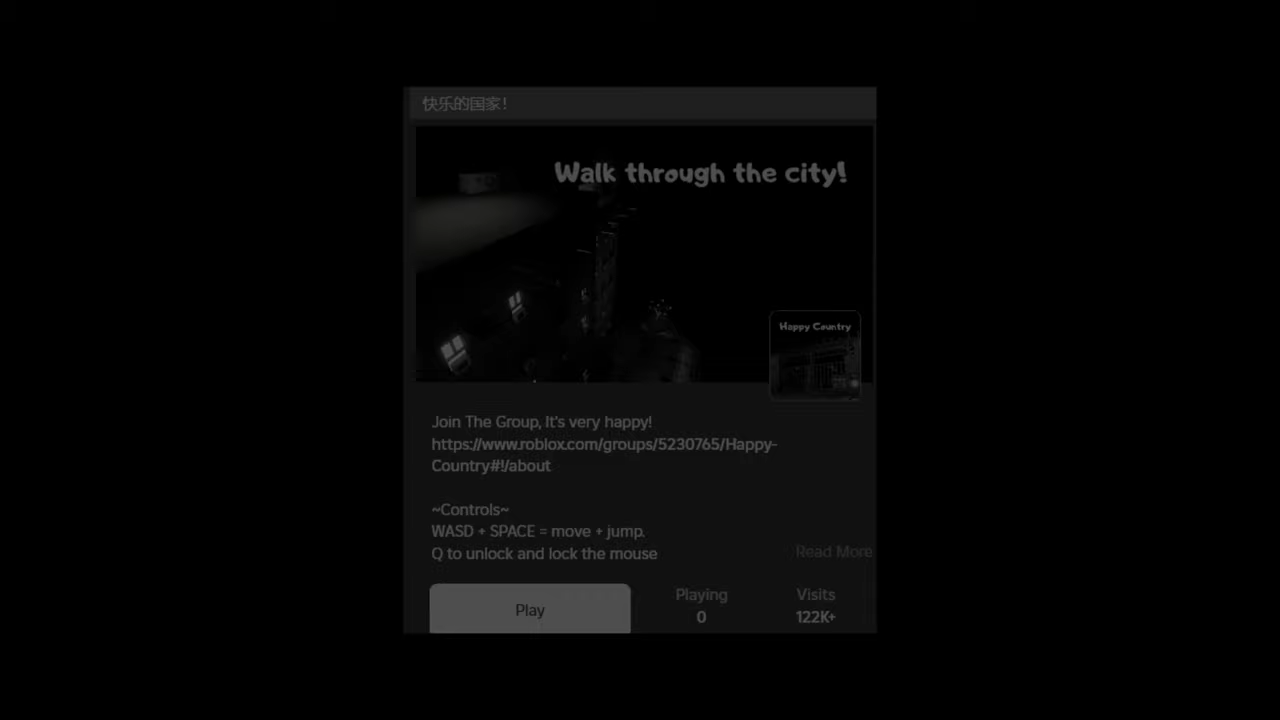 快乐的国家!
Walk through the city!
Happy Country
Join The Group, It's very happy!
https://www.roblox.com/groups/5230765/Happy-
Country#!/about
~Controls~
WASD + SPACE = move + jump.
Q to unlock and lock the mouse
Read More
Play
Playing
0
Visits
122K+